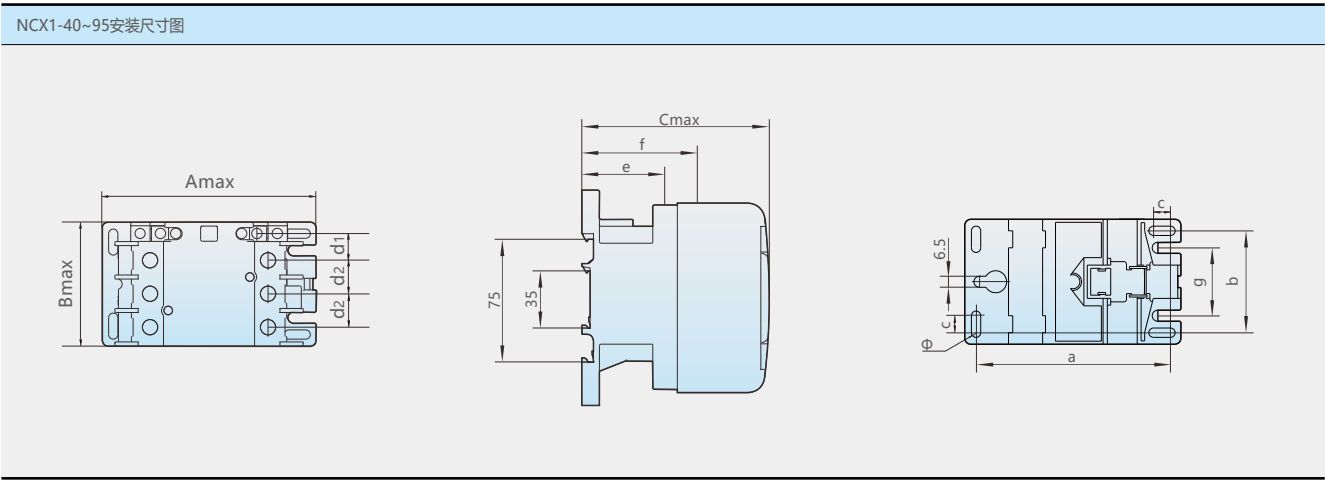 NCX1-40~95安装尺寸图
Amax
Bmax
d1
d2
d2
Cmax
f
e
75
35
c
6.5
g
b
c
Φ
a